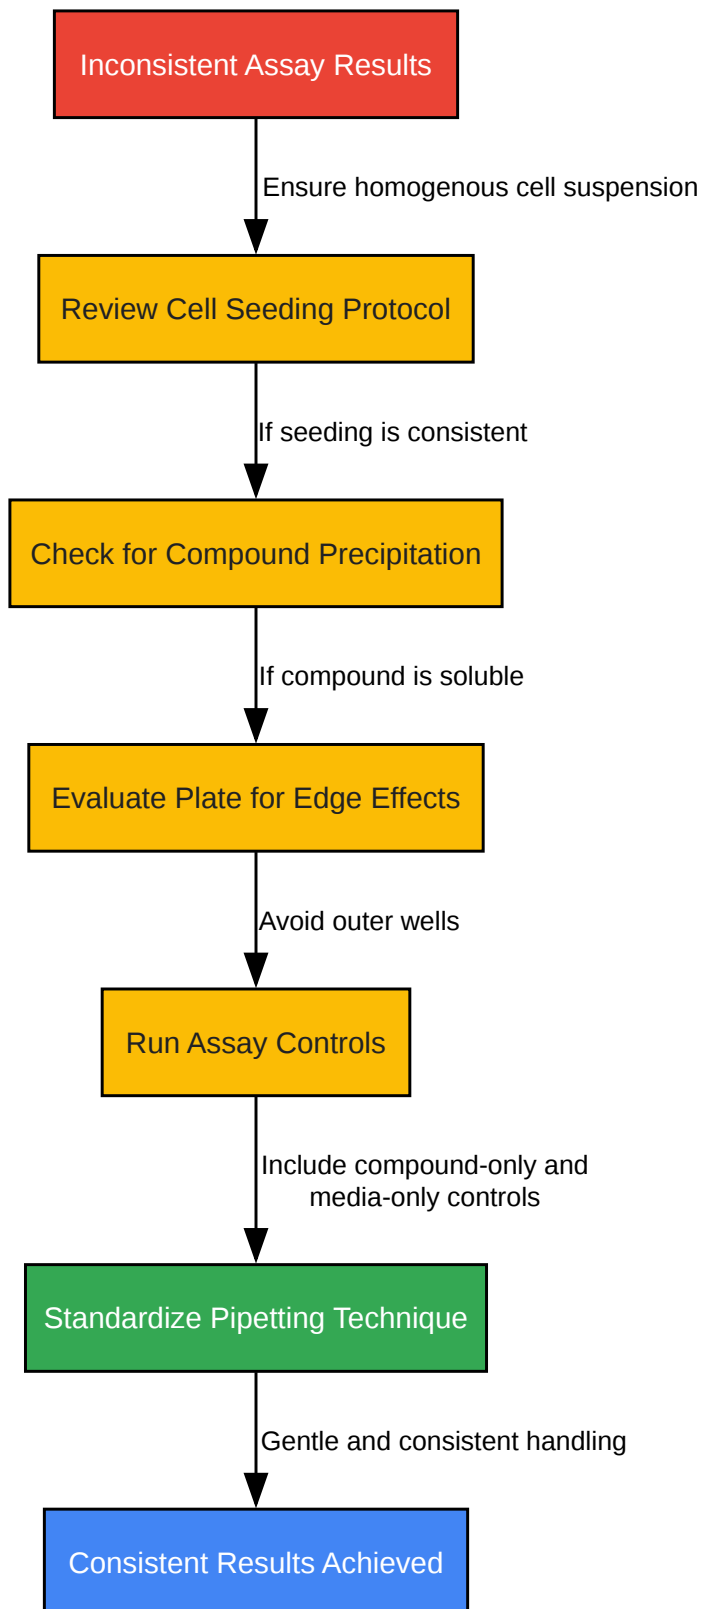 Inconsistent Assay Results
Ensure homogenous cell suspension
Review Cell Seeding Protocol
If seeding is consistent
Check for Compound Precipitation
If compound is soluble
Evaluate Plate for Edge Effects
Avoid outer wells
Run Assay Controls
Include compound-only and
media-only controls
Standardize Pipetting Technique
Gentle and consistent handling
Consistent Results Achieved